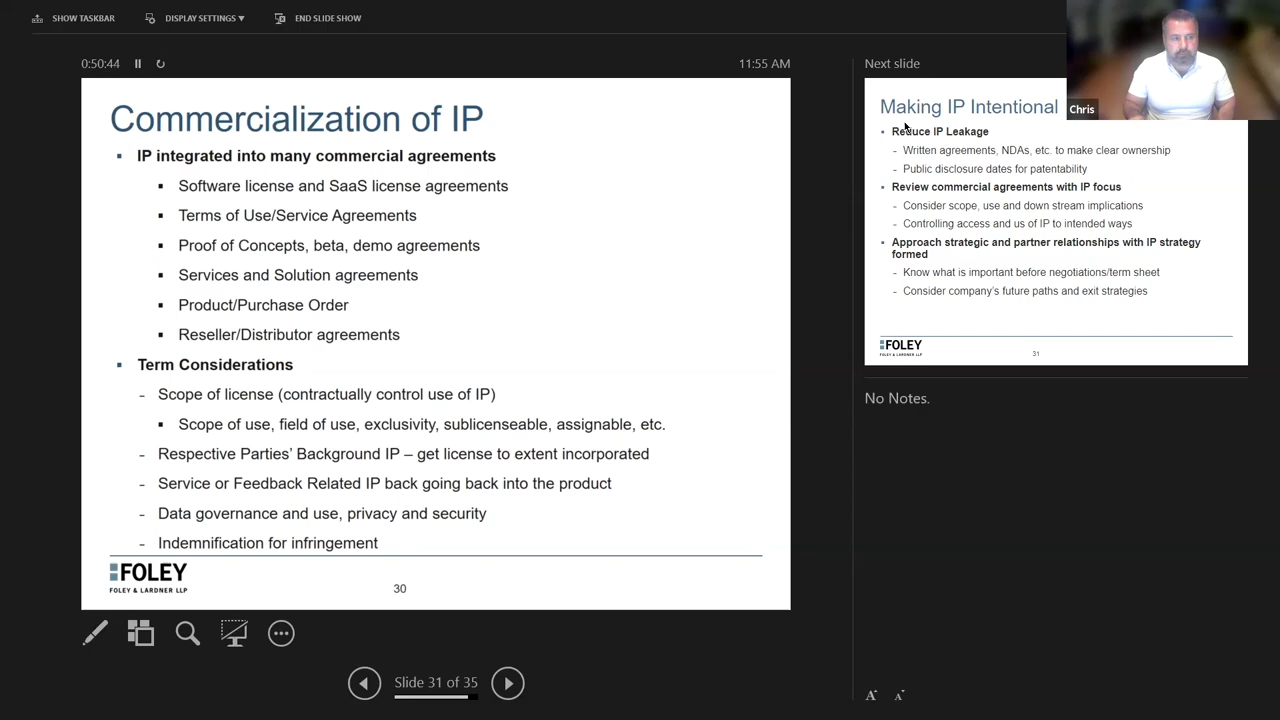 SHOW TASKBAR
DISPLAY SETTINGS ▼
END SLIDE SHOW
0:50:44
11:55 AM
Commercialization of IP
▪ IP integrated into many commercial agreements
▪ Software license and SaaS license agreements
▪ Terms of Use/Service Agreements
▪ Proof of Concepts, beta, demo agreements
▪ Services and Solution agreements
▪ Product/Purchase Order
▪ Reseller/Distributor agreements
▪ Term Considerations
- Scope of license (contractually control use of IP)
▪ Scope of use, field of use, exclusivity, sublicenseable, assignable, etc.
- Respective Parties' Background IP – get license to extent incorporated
- Service or Feedback Related IP back going back into the product
- Data governance and use, privacy and security
- Indemnification for infringement
FOLEY
FOLEY & LARDNER LLP
30
Slide 31 of 35
Next slide
Chris
Making IP Intentional
▪ Reduce IP Leakage
- Written agreements, NDAs, etc. to make clear ownership
- Public disclosure dates for patentability
▪ Review commercial agreements with IP focus
- Consider scope, use and down stream implications
- Controlling access and us of IP to intended ways
▪ Approach strategic and partner relationships with IP strategy
formed
- Know what is important before negotiations/term sheet
- Consider company's future paths and exit strategies
FOLEY
FOLEY & LARDNER LLP
31
No Notes.
A A